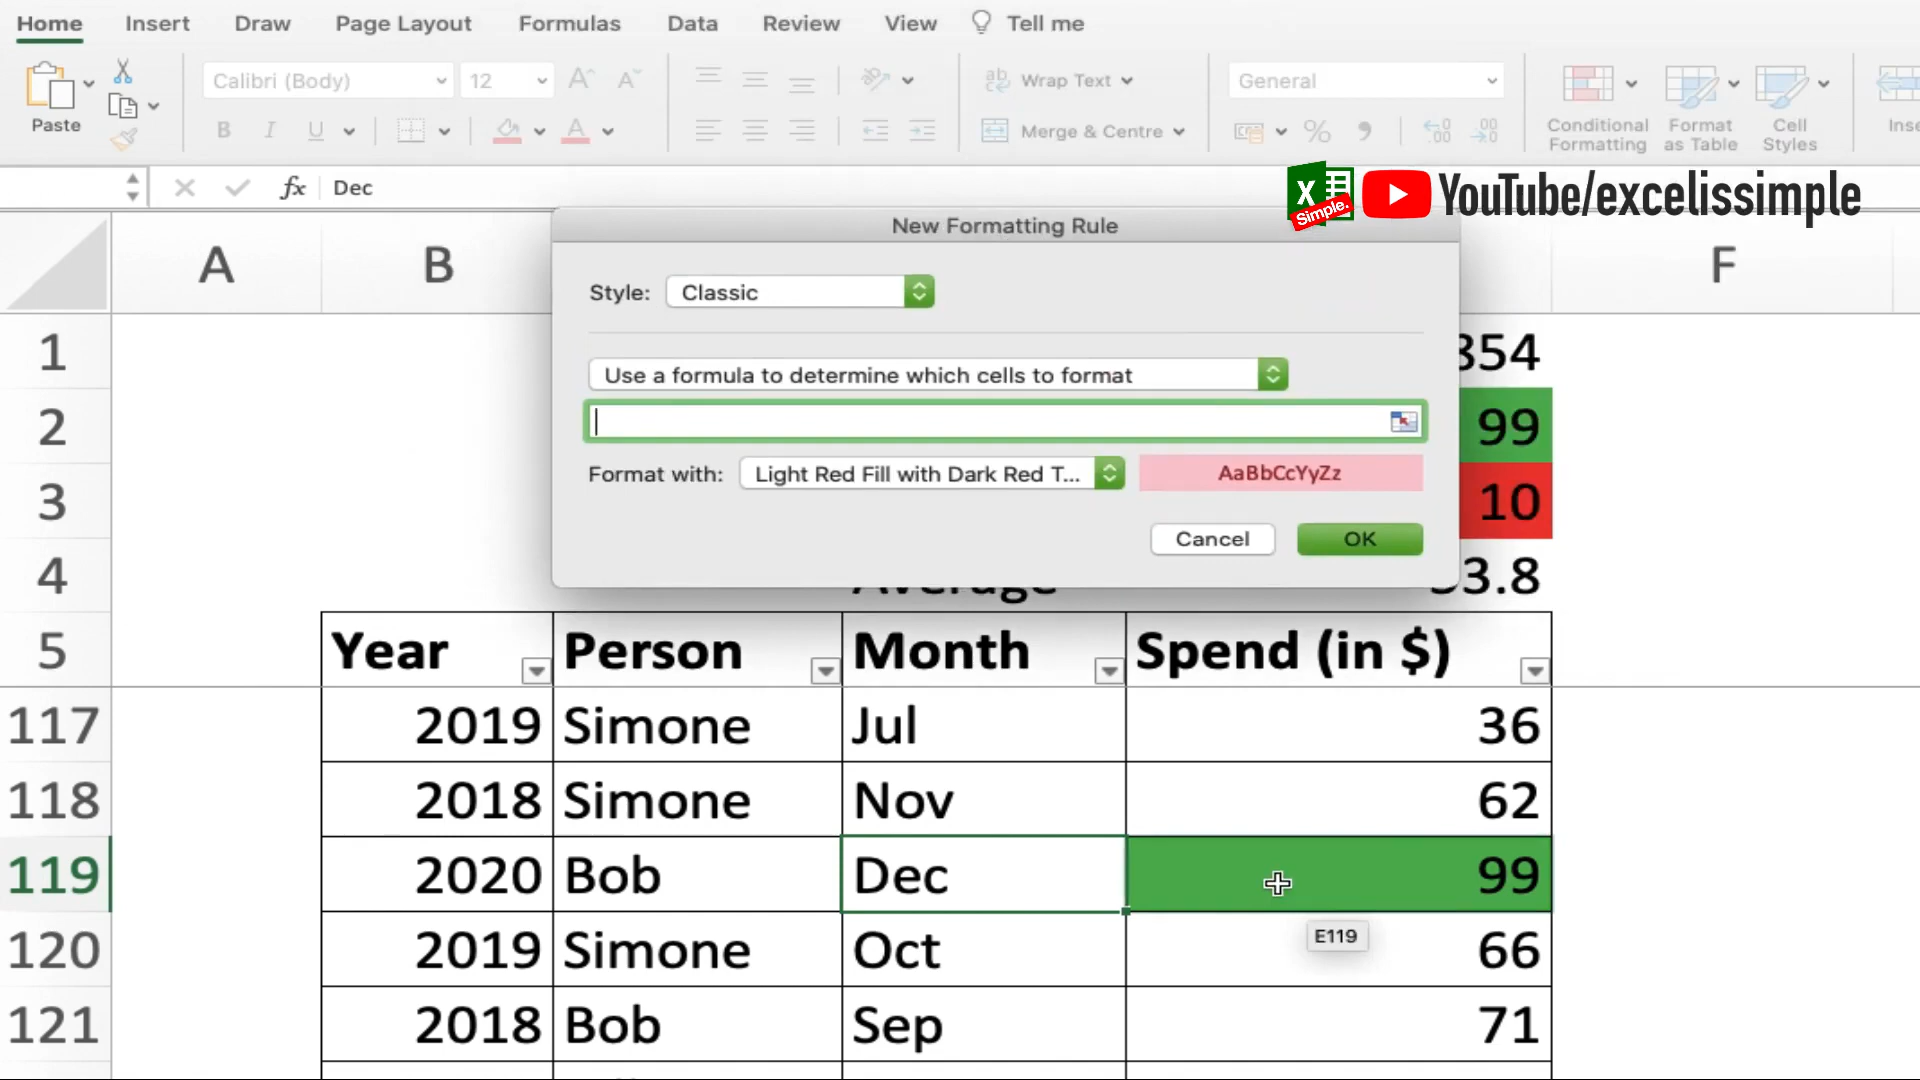 Home Insert Draw Page Layout Formulas Data Review View Tell me
Calibri (Body) 12 ab Wrap Text General
Paste B I U Merge & Centre % Conditional Formatting Format as Table Cell Styles
fx Dec
X Simple. YouTube/excelissimple
New Formatting Rule
A B F
Style: Classic
1 854
Use a formula to determine which cells to format
2 99
Format with: Light Red Fill with Dark Red T... AaBbCcYyZz
3 10
Cancel OK
4 Average 3.8
5 Year Person Month Spend (in $)
117 2019 Simone Jul 36
118 2018 Simone Nov 62
119 2020 Bob Dec 99
E119
120 2019 Simone Oct 66
121 2018 Bob Sep 71